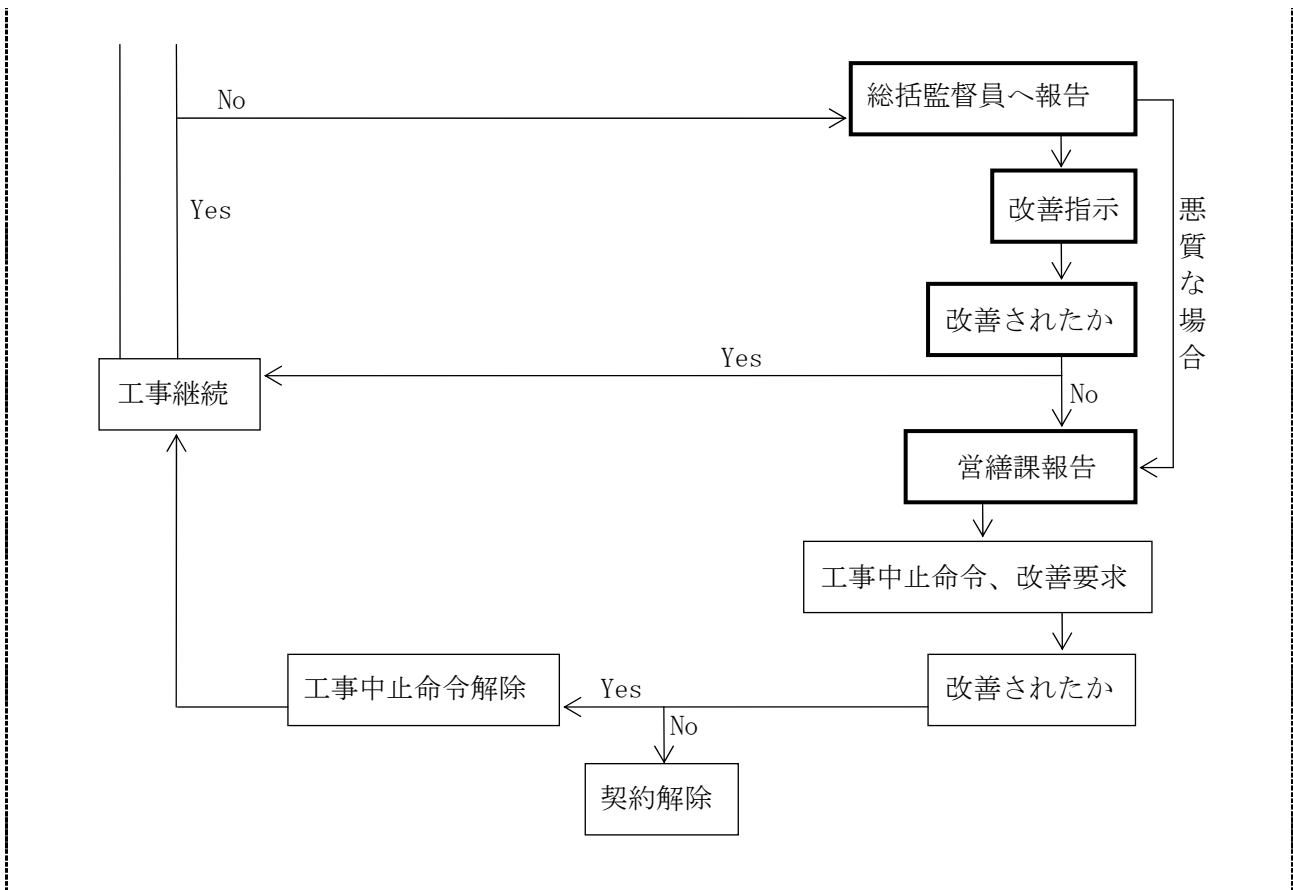 総括監督員へ報告
No
改善指示
Yes
悪質な場合
改善されたか
Yes
工事継続
No
営繕課報告
工事中止命令、改善要求
工事中止命令解除
Yes
改善されたか
No
契約解除